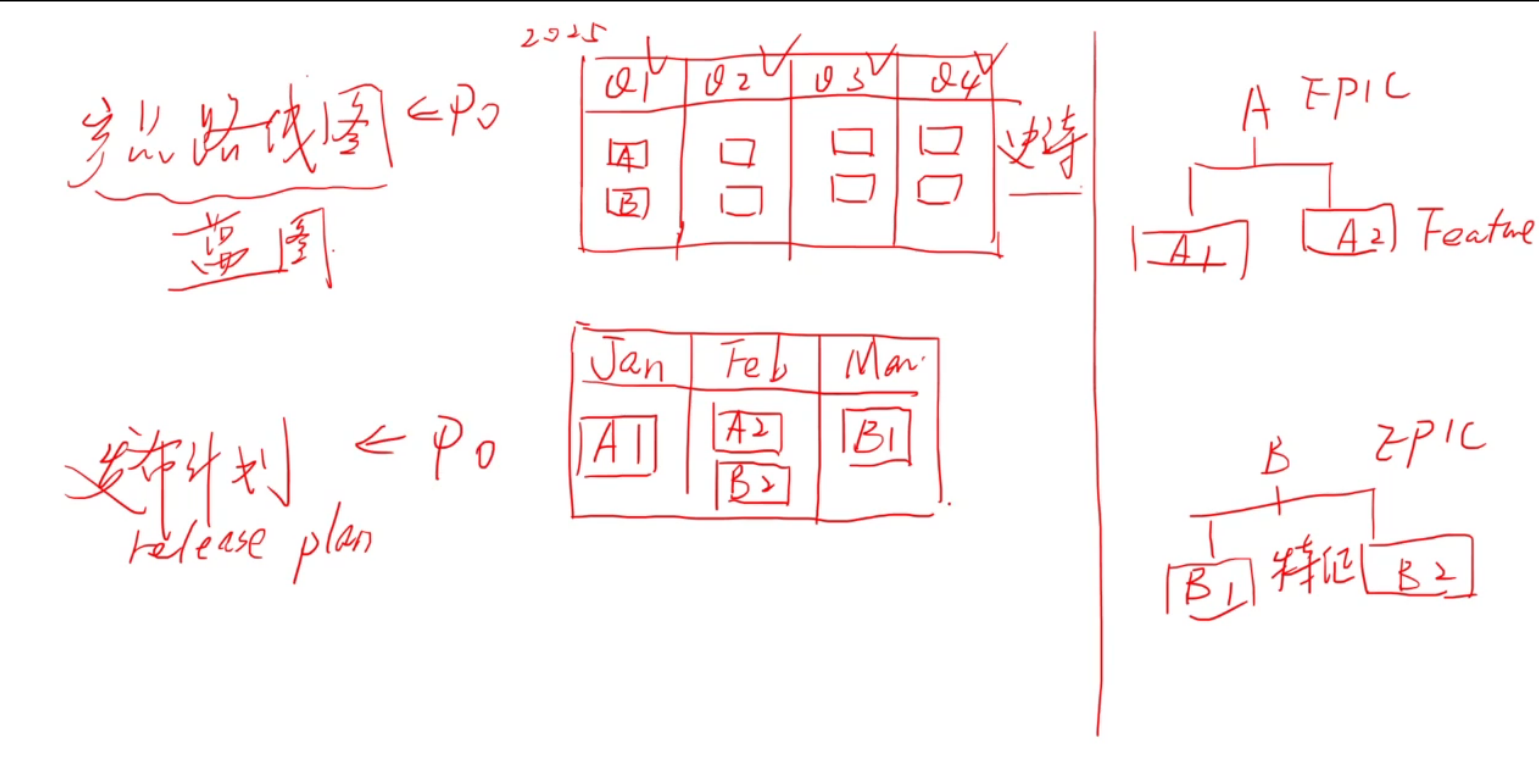 2025
产品路线图 ← PO
蓝图
Q1 Q2 Q3 Q4
A
B
史诗
发布计划 ← PO
release plan
Jan Feb Mar.
A1 A2 B1
B2
A EPIC
A1 A2 Feature
B EPIC
B1 特征 B2